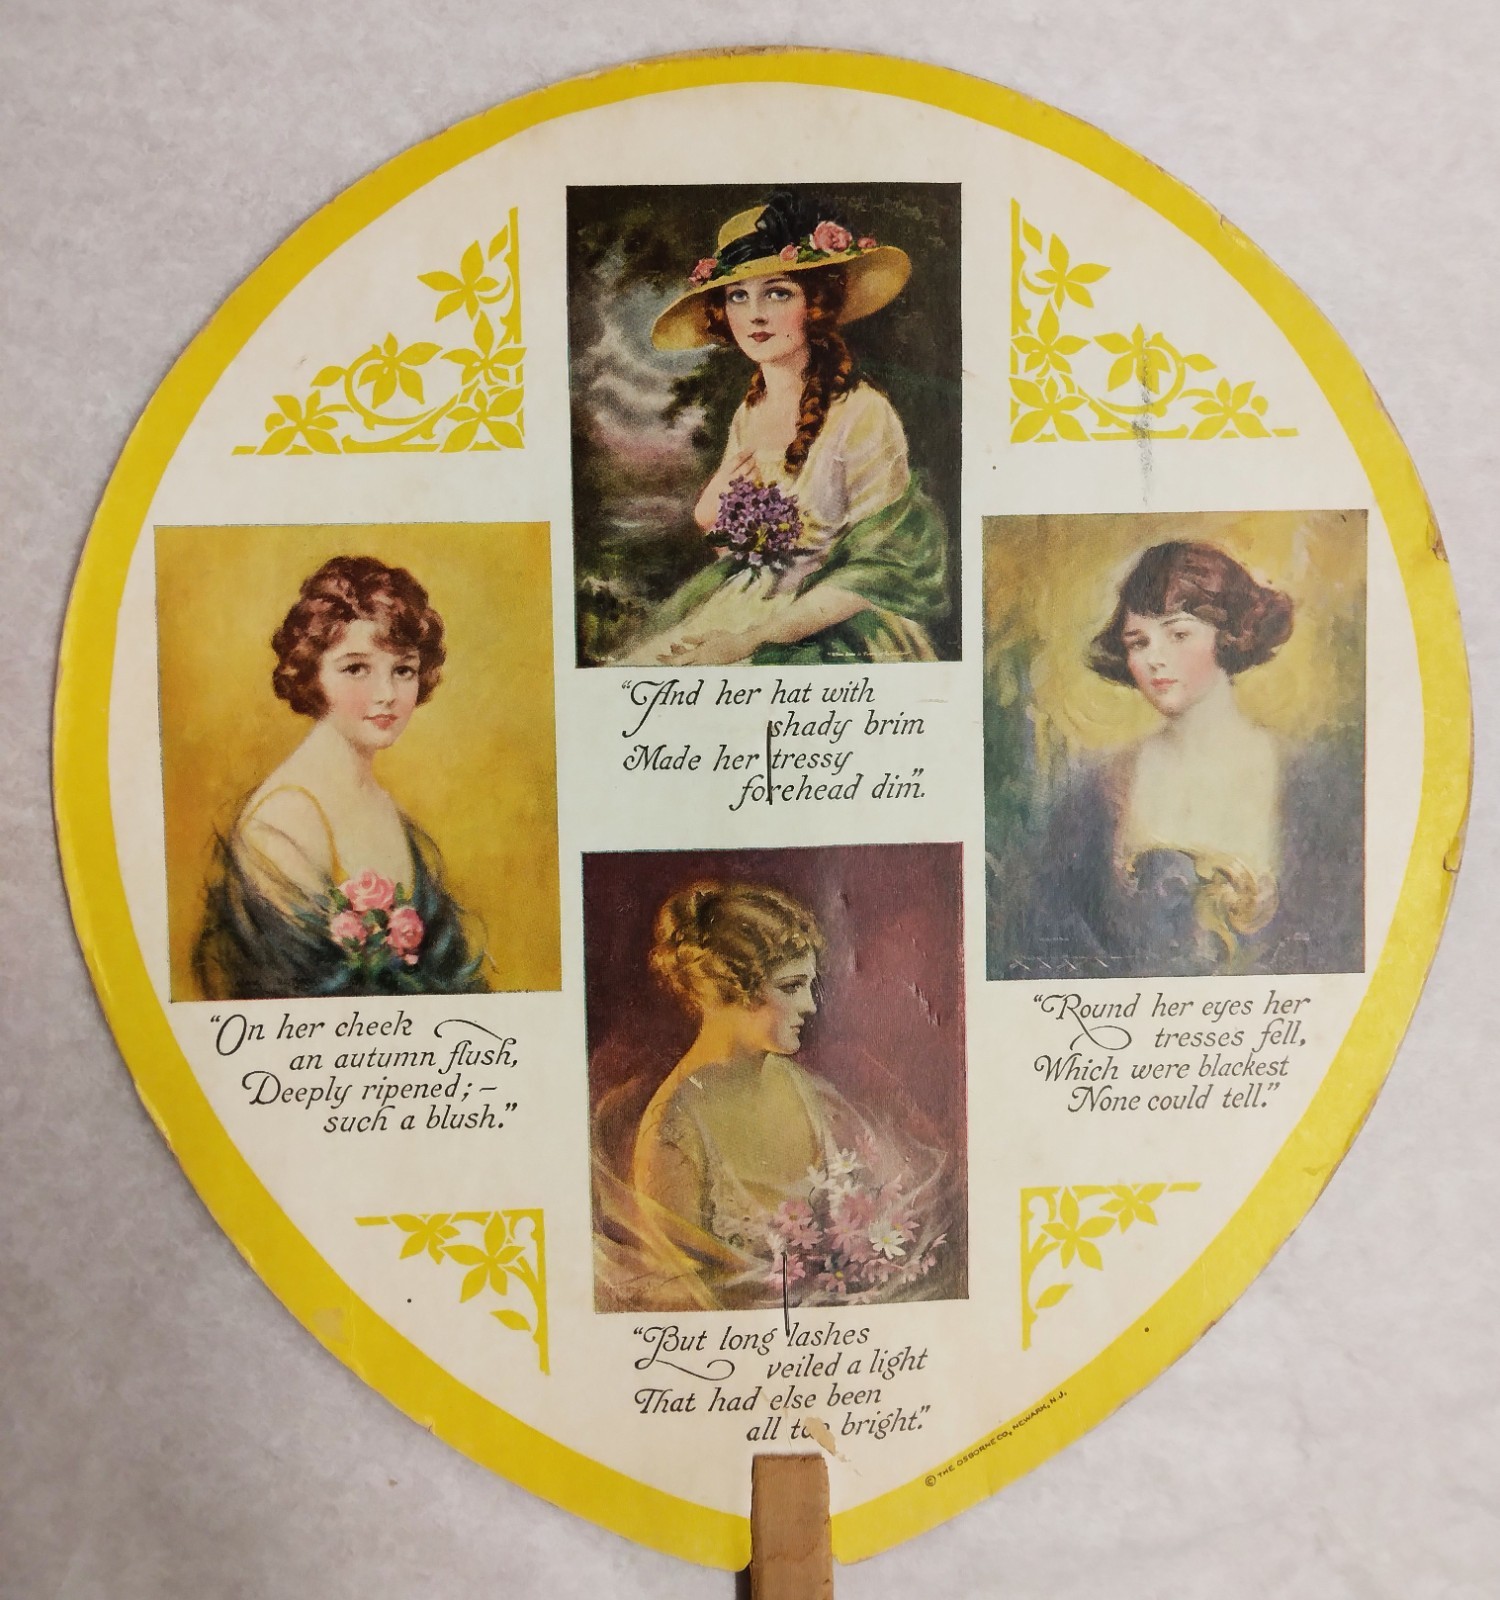 "And her hat with
shady brim
Made her tressy
forehead dim."
"On her cheek
an autumn flush,
Deeply ripened; —
such a blush."
"Round her eyes her
tresses fell,
Which were blackest
None could tell."
"But long lashes
veiled a light
That had else been
all too bright."
© THE OSBORNE CO., NEWARK, N.J.